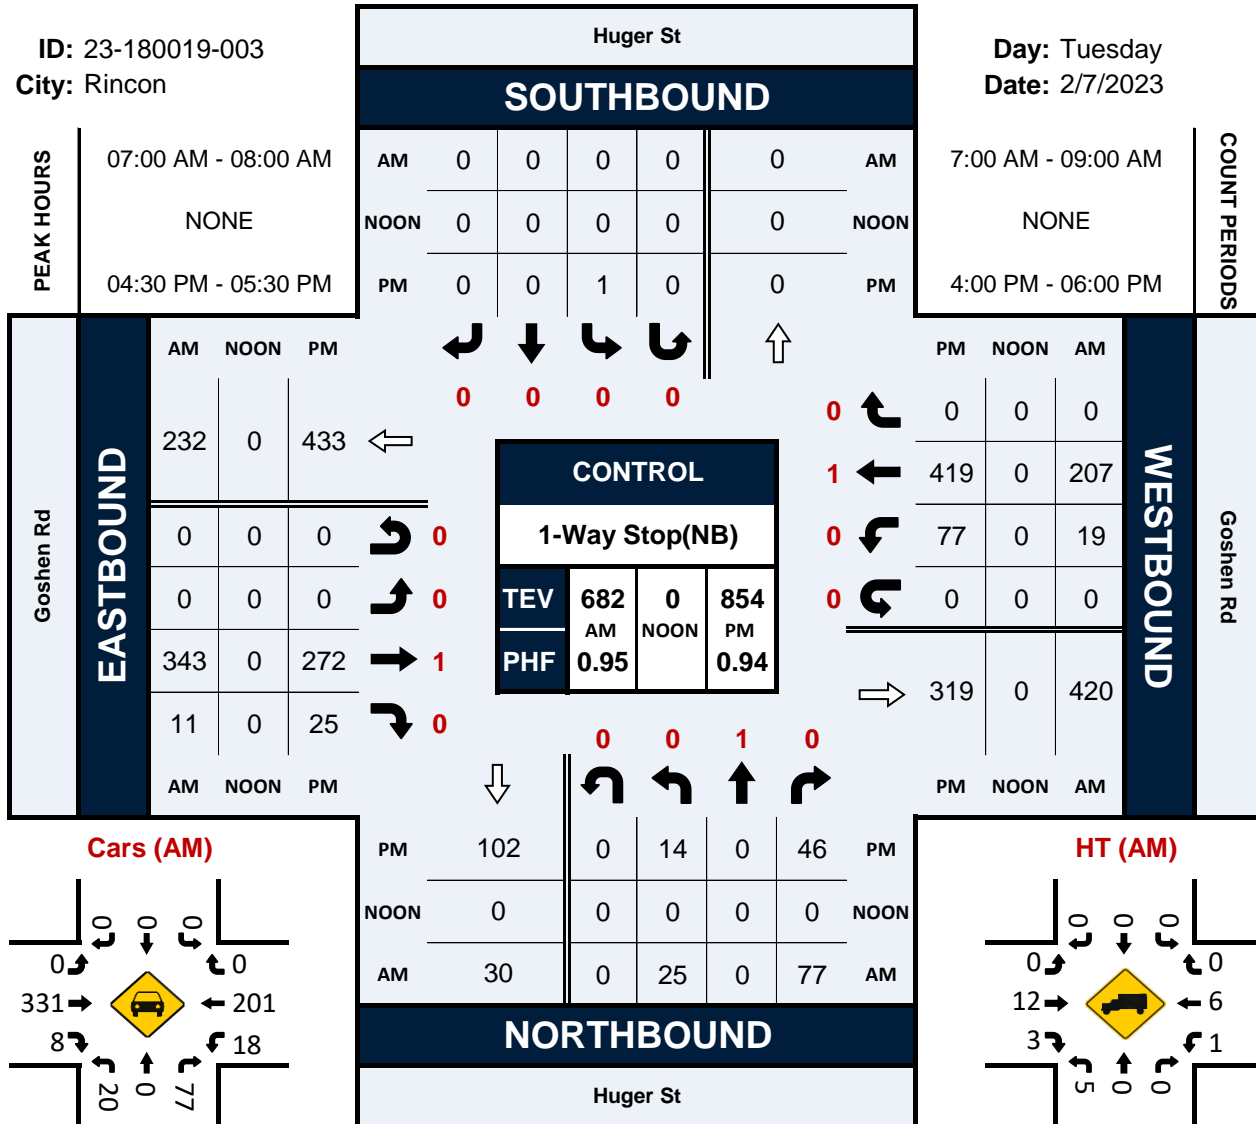 ID: 23-180019-003
City: Rincon
Huger St
SOUTHBOUND
Day: Tuesday
Date: 2/7/2023
PEAK HOURS
07:00 AM - 08:00 AM
NONE
04:30 PM - 05:30 PM
AM 0 0 0 0 0 AM
NOON 0 0 0 0 0 NOON
PM 0 0 1 0 0 PM
7:00 AM - 09:00 AM
NONE
4:00 PM - 06:00 PM
COUNT PERIODS
0 0 0 0
Goshen Rd
EASTBOUND
AM NOON PM
232 0 433
0 0 0 0
0 0 0 0
343 0 272 1
11 0 25 0
AM NOON PM
CONTROL
1-Way Stop(NB)
TEV 682 0 854
AM NOON PM
PHF 0.95 0.94
PM NOON AM
0 0 0 0
1 419 0 207
0 77 0 19
0 0 0 0
319 0 420
PM NOON AM
WESTBOUND
Goshen Rd
0 0 1 0
PM 102 0 14 0 46 PM
NOON 0 0 0 0 0 NOON
AM 30 0 25 0 77 AM
NORTHBOUND
Huger St
Cars (AM)
0 0 0
0 0
331 201
8 18
20 0 77
HT (AM)
0 0 0
0 0
12 6
3 1
5 0 0